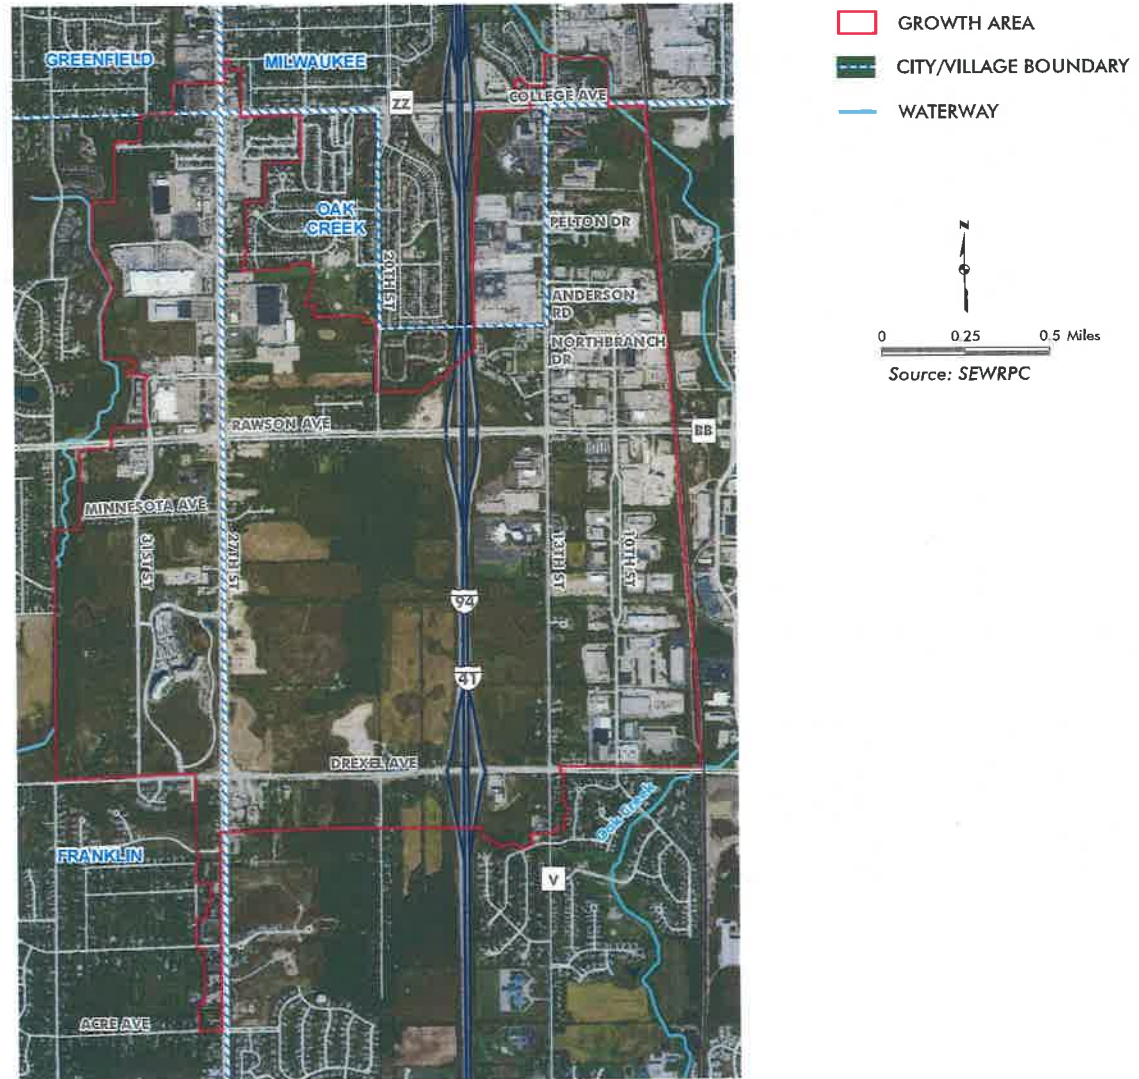 GROWTH AREA
CITY/VILLAGE BOUNDARY
WATERWAY
GREENFIELD
MILWAUKEE
ZZ
COLLEGE AVE
OAK
CREEK
PELTON DR
20TH ST
ANDERSON
RD
NORTHBRANCH
DR
N
0 0.25 0.5 Miles
Source: SEWRPC
RAWSON AVE
BB
MINNESOTA AVE
31ST ST
27TH ST
13TH ST
10TH ST
94
41
DREXEL AVE
Oak Creek
FRANKLIN
V
ACRE AVE